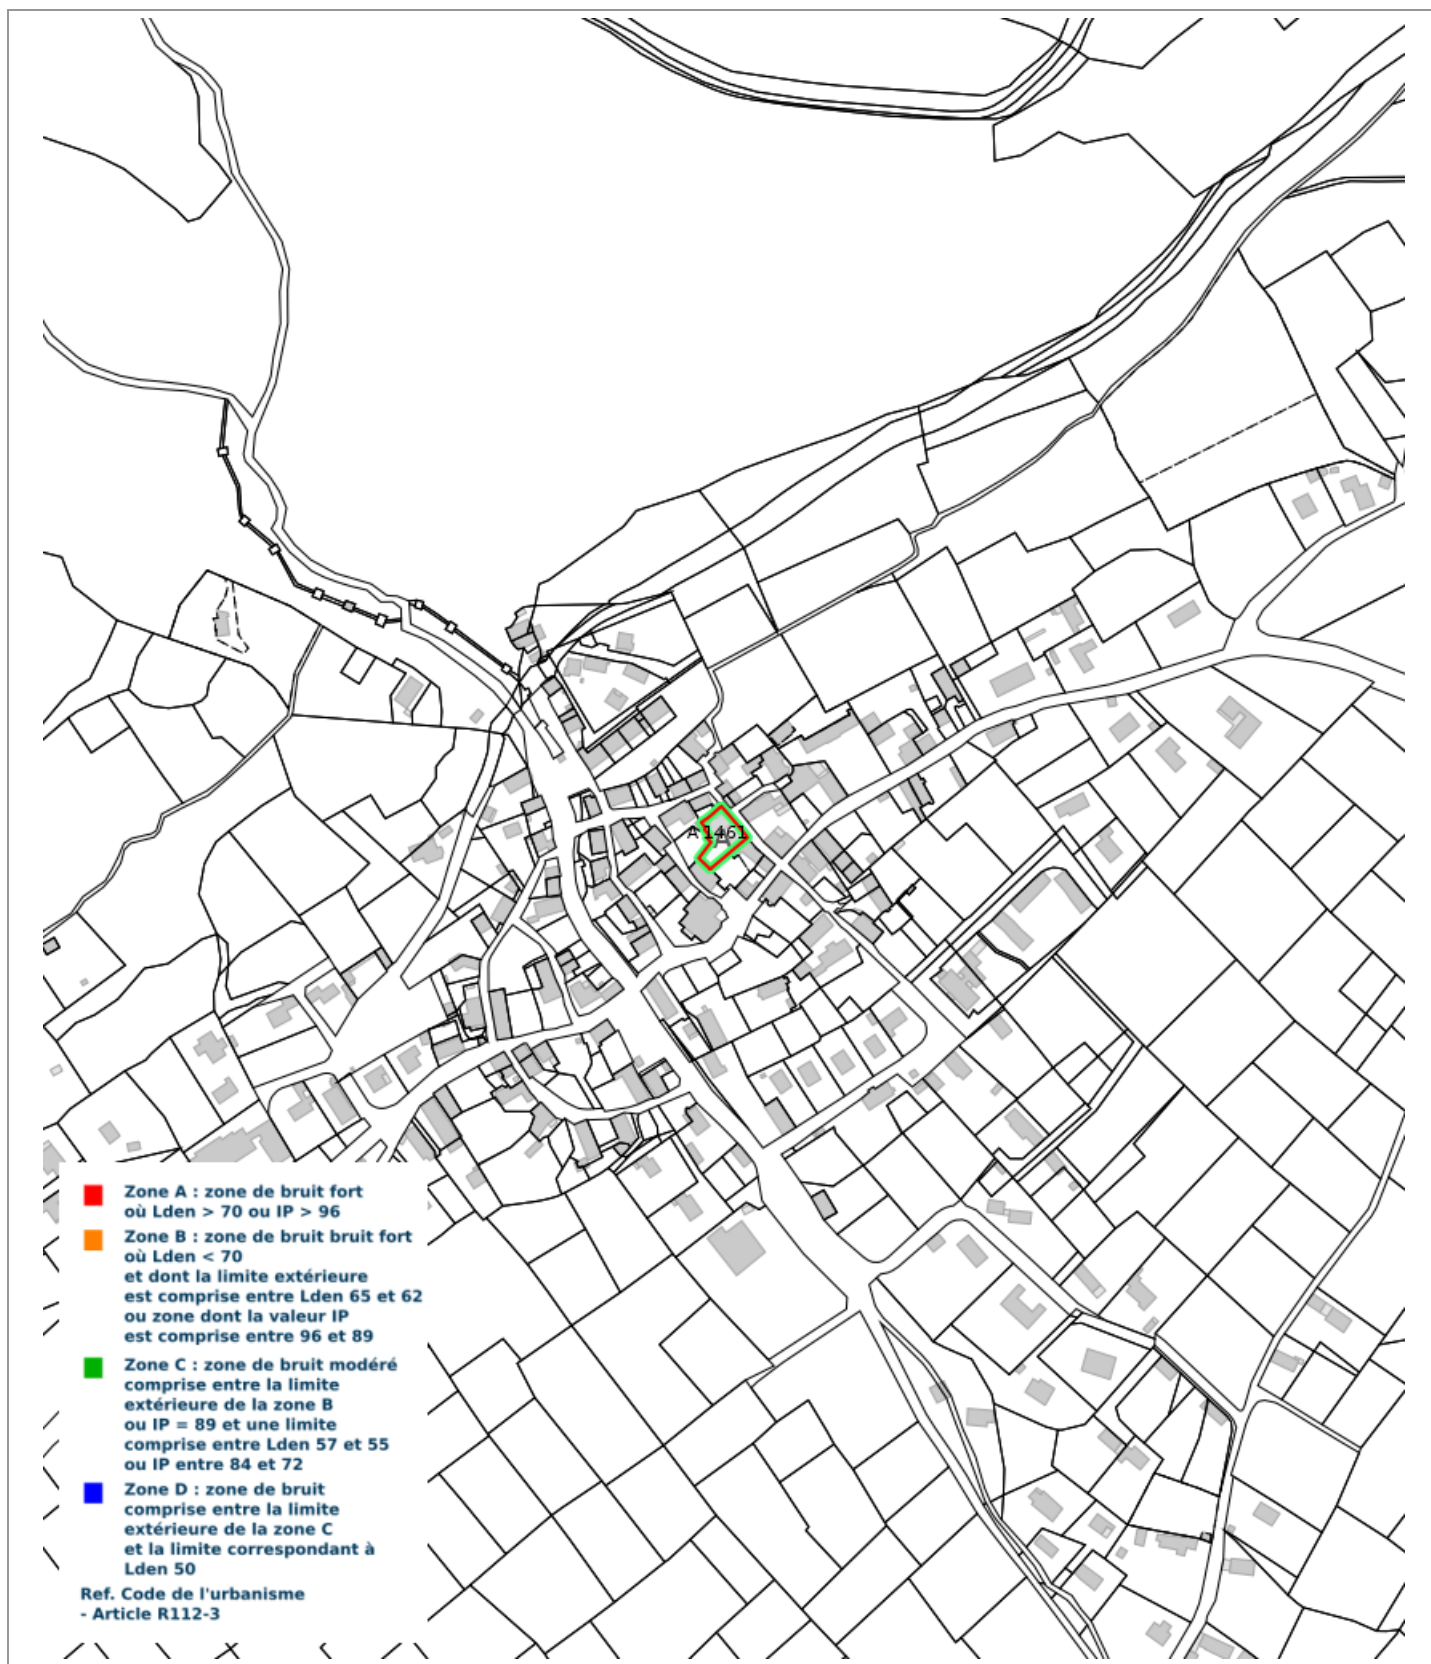 A 1461
Zone A : zone de bruit fort
où Lden > 70 ou IP > 96
Zone B : zone de bruit bruit fort
où Lden < 70
et dont la limite extérieure
est comprise entre Lden 65 et 62
ou zone dont la valeur IP
est comprise entre 96 et 89
Zone C : zone de bruit modéré
comprise entre la limite
extérieure de la zone B
ou IP = 89 et une limite
comprise entre Lden 57 et 55
ou IP entre 84 et 72
Zone D : zone de bruit
comprise entre la limite
extérieure de la zone C
et la limite correspondant à
Lden 50
Ref. Code de l'urbanisme
- Article R112-3